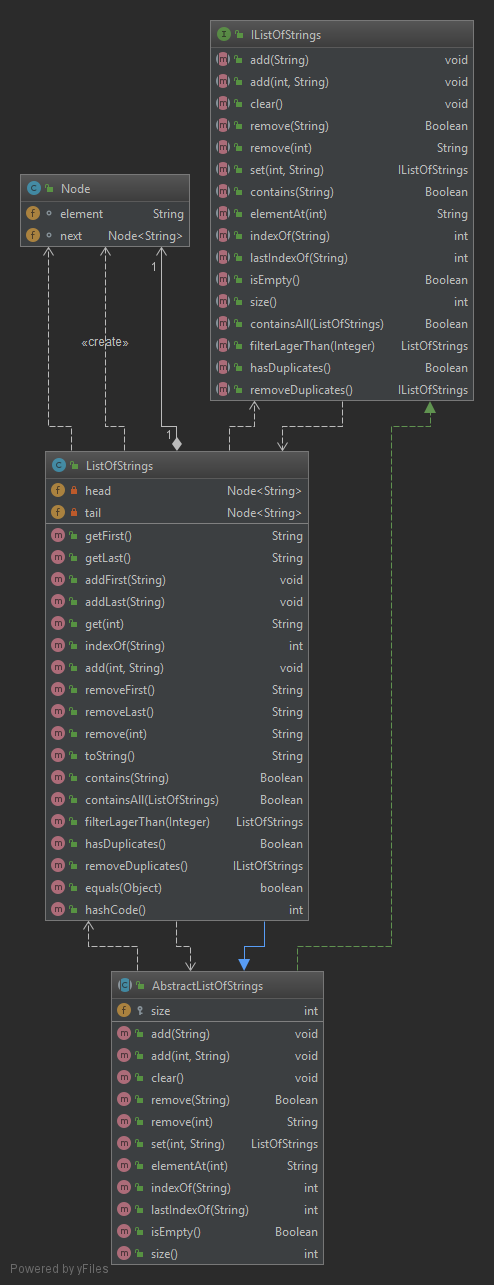 IListOfStrings
add(String) void
add(int, String) void
clear() void
remove(String) Boolean
remove(int) String
set(int, String) IListOfStrings
contains(String) Boolean
elementAt(int) String
indexOf(String) int
lastIndexOf(String) int
isEmpty() Boolean
size() int
containsAll(ListOfStrings) Boolean
filterLagerThan(Integer) ListOfStrings
hasDuplicates() Boolean
removeDuplicates() IListOfStrings
Node
element String
next Node<String>
1
«create»
1
ListOfStrings
head Node<String>
tail Node<String>
getFirst() String
getLast() String
addFirst(String) void
addLast(String) void
get(int) String
indexOf(String) int
add(int, String) void
removeFirst() String
removeLast() String
remove(int) String
toString() String
contains(String) Boolean
containsAll(ListOfStrings) Boolean
filterLagerThan(Integer) ListOfStrings
hasDuplicates() Boolean
removeDuplicates() IListOfStrings
equals(Object) boolean
hashCode() int
AbstractListOfStrings
size int
add(String) void
add(int, String) void
clear() void
remove(String) Boolean
remove(int) String
set(int, String) ListOfStrings
elementAt(int) String
indexOf(String) int
lastIndexOf(String) int
isEmpty() Boolean
size() int
Powered by yFiles